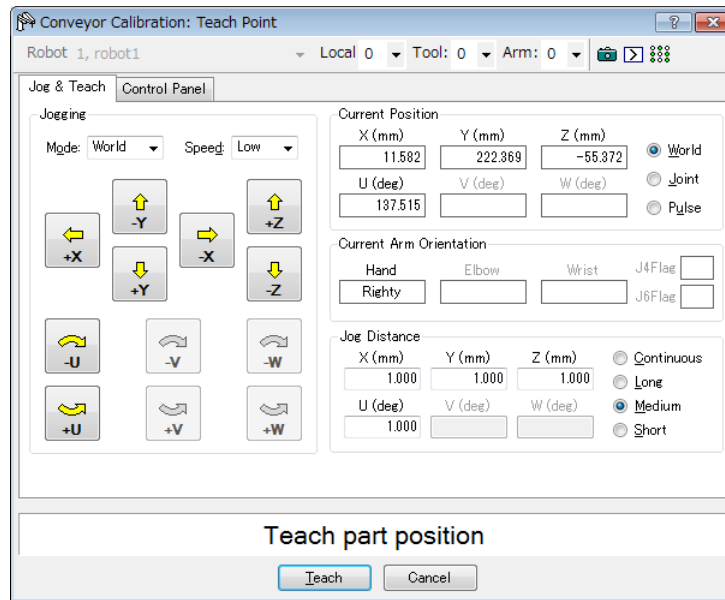 Conveyor Calibration: Teach Point
Robot 1, robot1 Local 0 Tool: 0 Arm: 0
Jog & Teach Control Panel
Jogging
Mode: World Speed: Low
-Y
+Z
+X
-X
+Y
-Z
-U -V -W
+U +V +W
Current Position
X (mm) Y (mm) Z (mm)
11.582 222.369 -55.372
U (deg) V (deg) W (deg)
137.515
World
Joint
Pulse
Current Arm Orientation
Hand Elbow Wrist J4Flag
Righty J6Flag
Jog Distance
X (mm) Y (mm) Z (mm)
1.000 1.000 1.000
U (deg) V (deg) W (deg)
1.000
Continuous
Long
Medium
Short
Teach part position
Teach Cancel